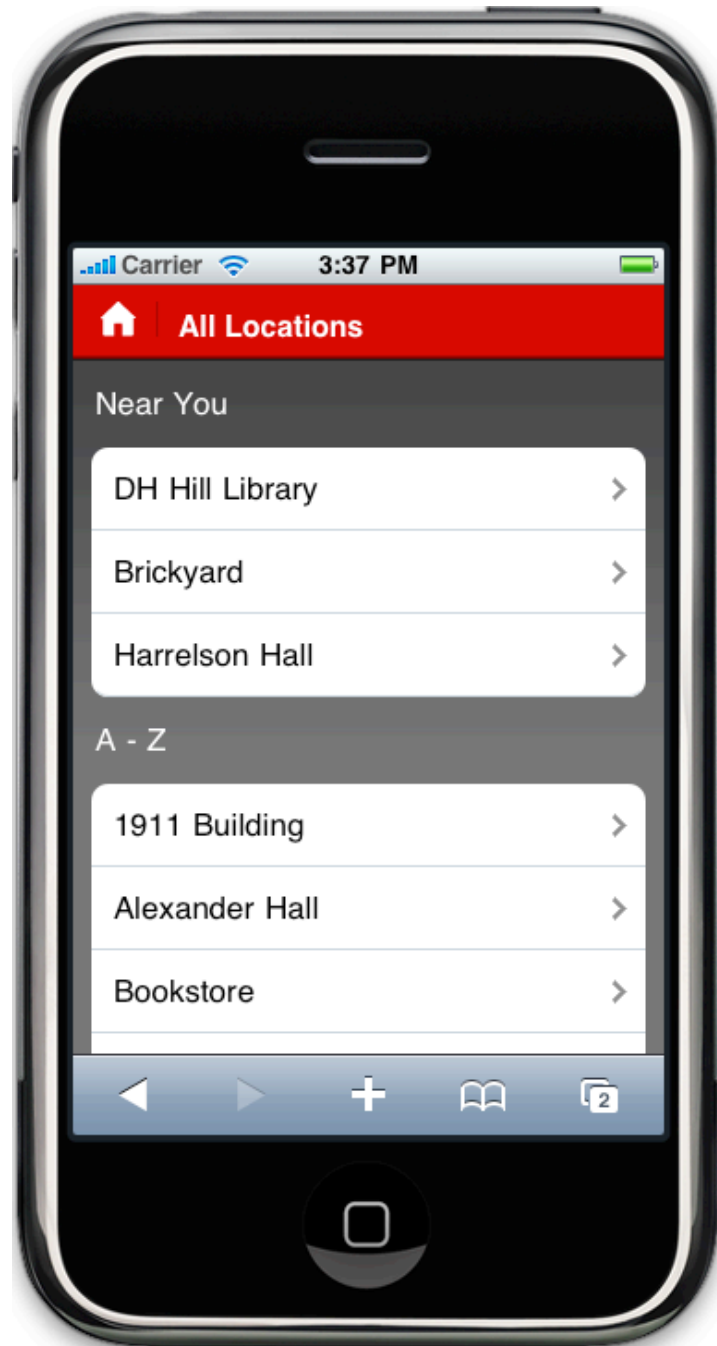 Carrier 3:37 PM
All Locations
Near You
DH Hill Library
Brickyard
Harrelson Hall
A - Z
1911 Building
Alexander Hall
Bookstore
2